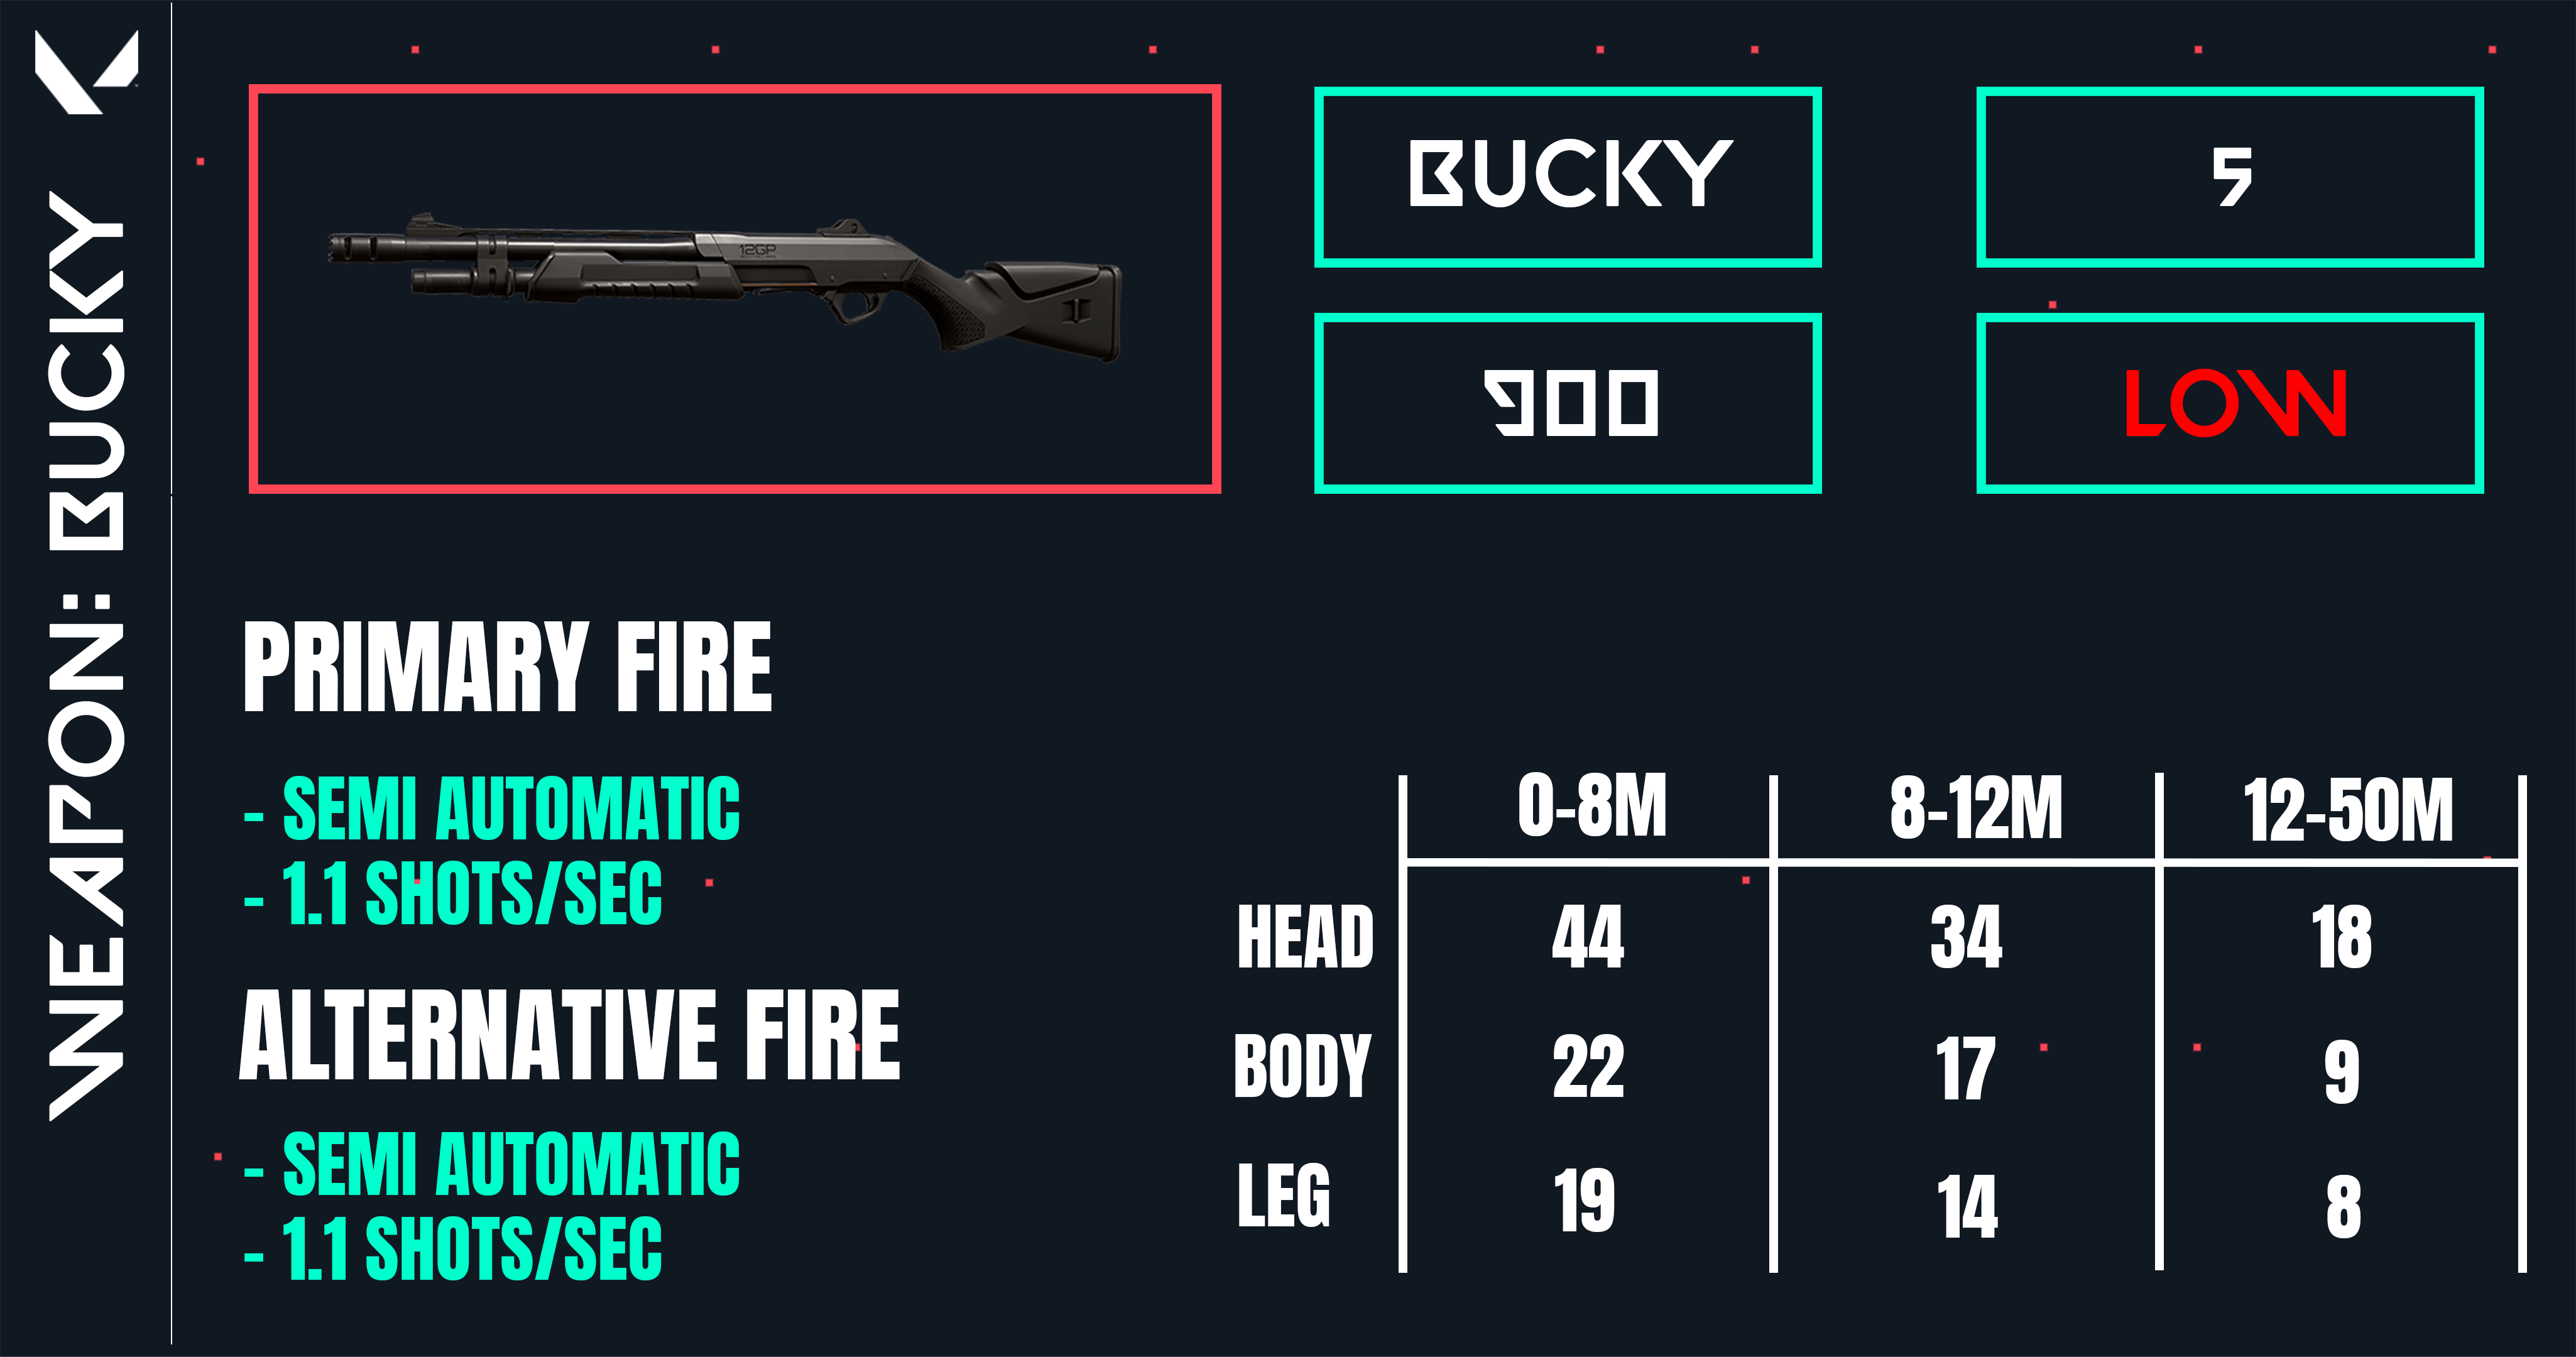 WEAPON: BUCKY
12GP
BUCKY
5
900
LOW
PRIMARY FIRE
- SEMI AUTOMATIC
- 1.1 SHOTS/SEC
ALTERNATIVE FIRE
- SEMI AUTOMATIC
- 1.1 SHOTS/SEC
0-8M 8-12M 12-50M
HEAD 44 34 18
BODY 22 17 9
LEG 19 14 8